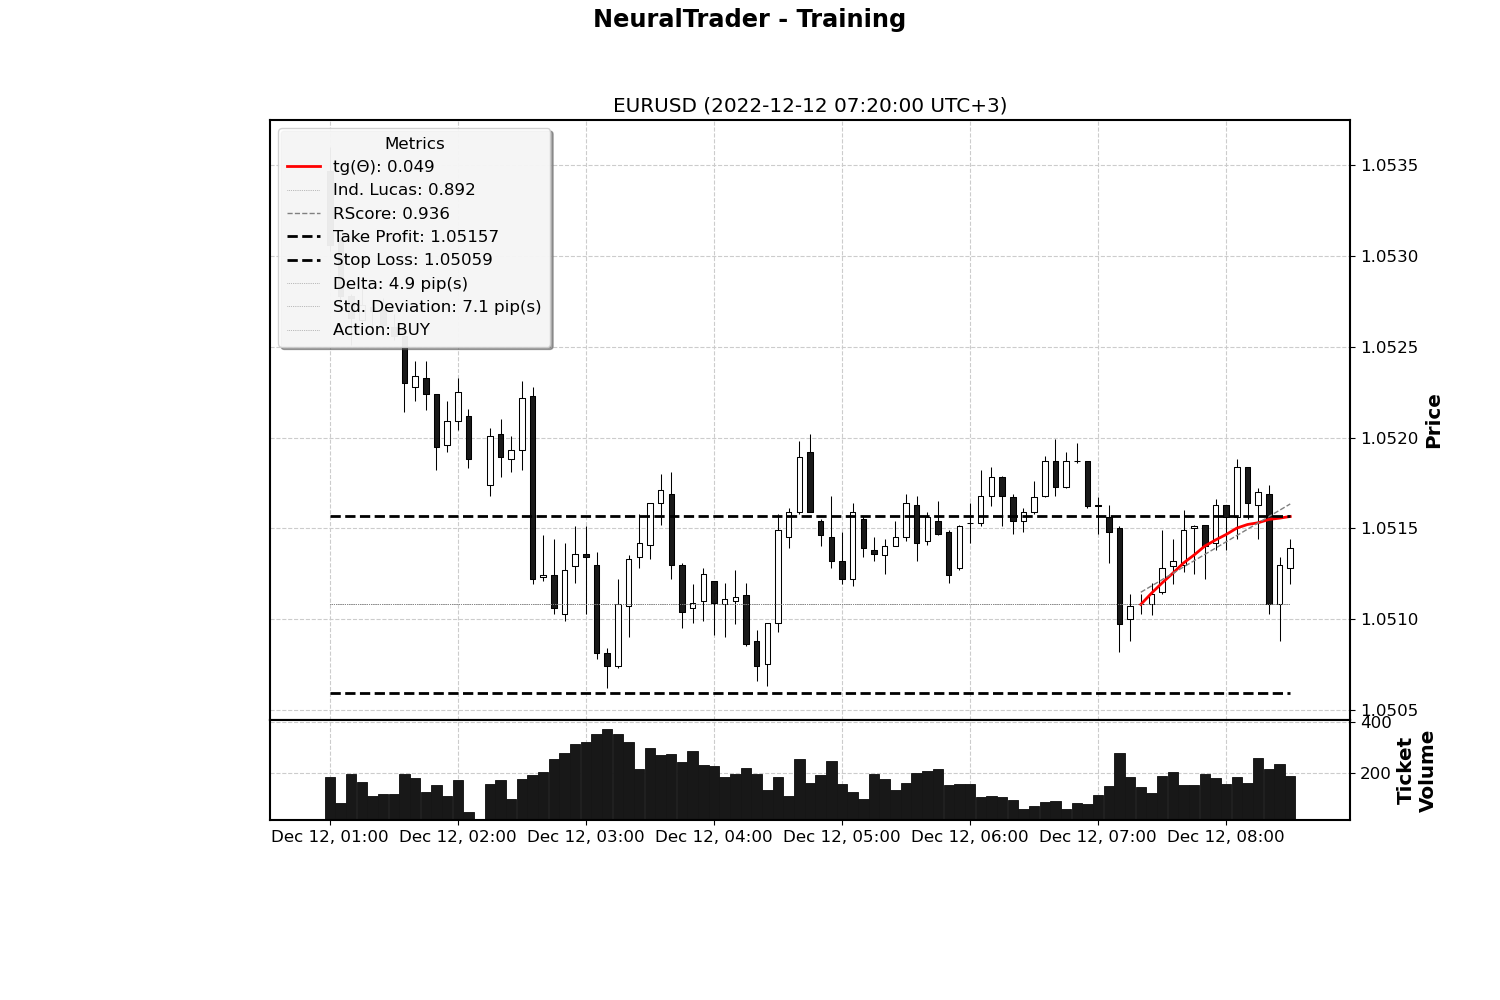 NeuralTrader - Training
EURUSD (2022-12-12 07:20:00 UTC+3)
Metrics
tg(Θ): 0.049
Ind. Lucas: 0.892
RScore: 0.936
Take Profit: 1.05157
Stop Loss: 1.05059
Delta: 4.9 pip(s)
Std. Deviation: 7.1 pip(s)
Action: BUY
1.0535
1.0530
1.0525
1.0520
1.0515
1.0510
1.0505
Price
400
200
Ticket
Volume
Dec 12, 01:00 Dec 12, 02:00 Dec 12, 03:00 Dec 12, 04:00 Dec 12, 05:00 Dec 12, 06:00 Dec 12, 07:00 Dec 12, 08:00